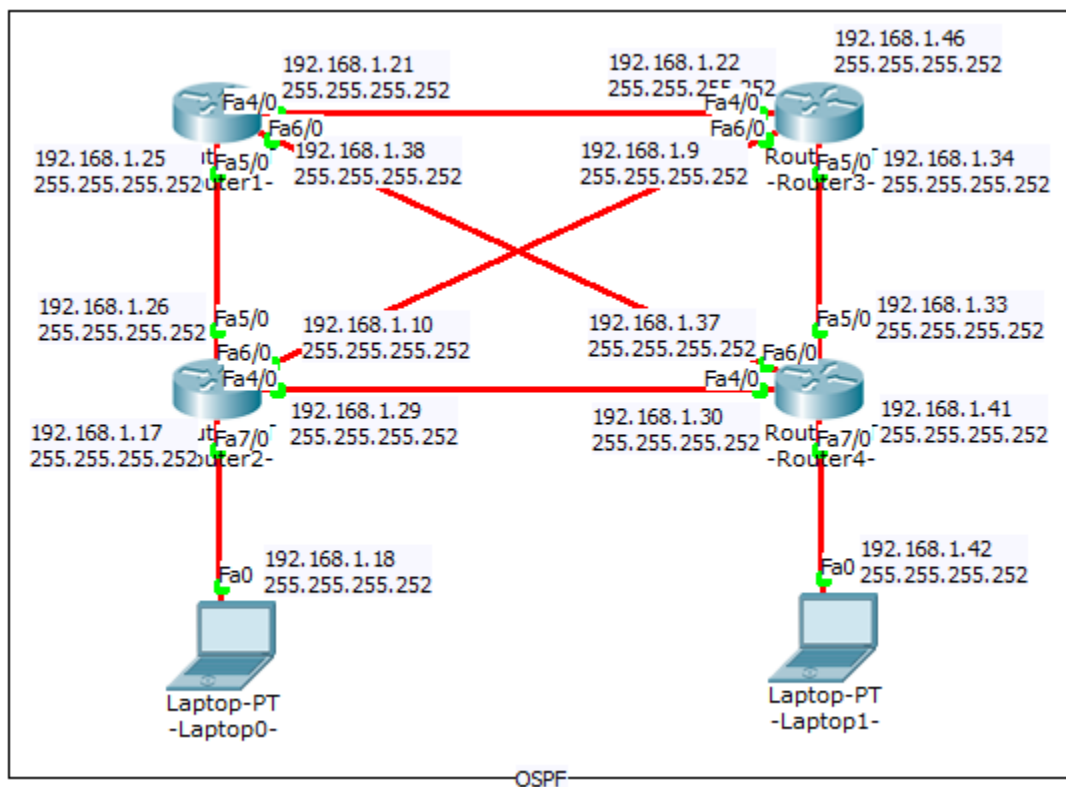 192.168.1.21
255.255.255.252
192.168.1.22
255.255.255.252
192.168.1.46
255.255.255.252
Fa4/0
Fa6/0
Fa4/0
Fa6/0
192.168.1.25
255.255.255.252
Fa5/0
192.168.1.38
255.255.255.252
192.168.1.9
255.255.255.252
Rout
-Router3-
Fa5/0
192.168.1.34
255.255.255.252
192.168.1.26
255.255.255.252
Fa5/0
Fa6/0
Fa4/0
192.168.1.10
255.255.255.252
192.168.1.37
255.255.255.252
Fa5/0
192.168.1.33
255.255.255.252
Fa6/0
Fa4/0
192.168.1.17
255.255.255.252
Fa7/0
192.168.1.29
255.255.255.252
192.168.1.30
255.255.255.252
Rout
-Router4-
Fa7/0
192.168.1.41
255.255.255.252
Fa0
192.168.1.18
255.255.255.252
Fa0
192.168.1.42
255.255.255.252
Laptop-PT
-Laptop0-
Laptop-PT
-Laptop1-
OSPF